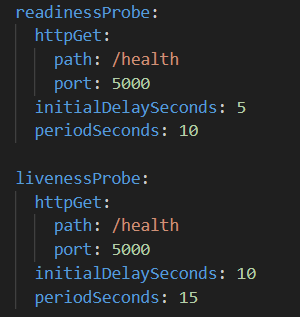 readinessProbe:
  httpGet:
    path: /health
    port: 5000
  initialDelaySeconds: 5
  periodSeconds: 10

livenessProbe:
  httpGet:
    path: /health
    port: 5000
  initialDelaySeconds: 10
  periodSeconds: 15